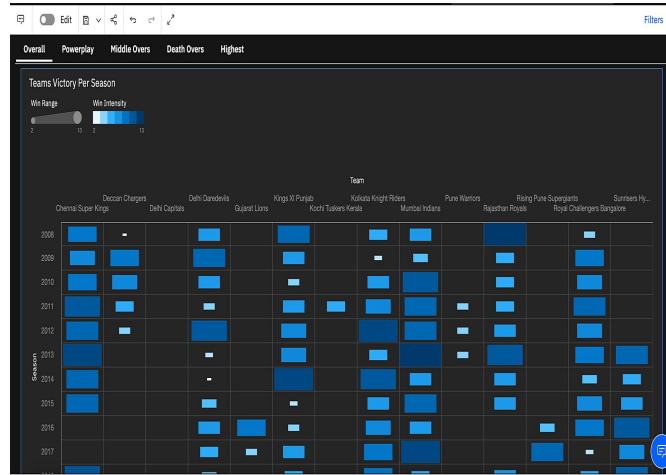 Edit
Filters
Overall Powerplay Middle Overs Death Overs Highest
Teams Victory Per Season
Win Range Win Intensity
2 13 2 13
Team
Deccan Chargers Delhi Daredevils Kings XI Punjab Kolkata Knight Riders Pune Warriors Rising Pune Supergiants Sunrisers Hy...
Chennai Super Kings Delhi Capitals Gujarat Lions Kochi Tuskers Kerala Mumbai Indians Rajasthan Royals Royal Challengers Bangalore
Season
2008
2009
2010
2011
2012
2013
2014
2015
2016
2017